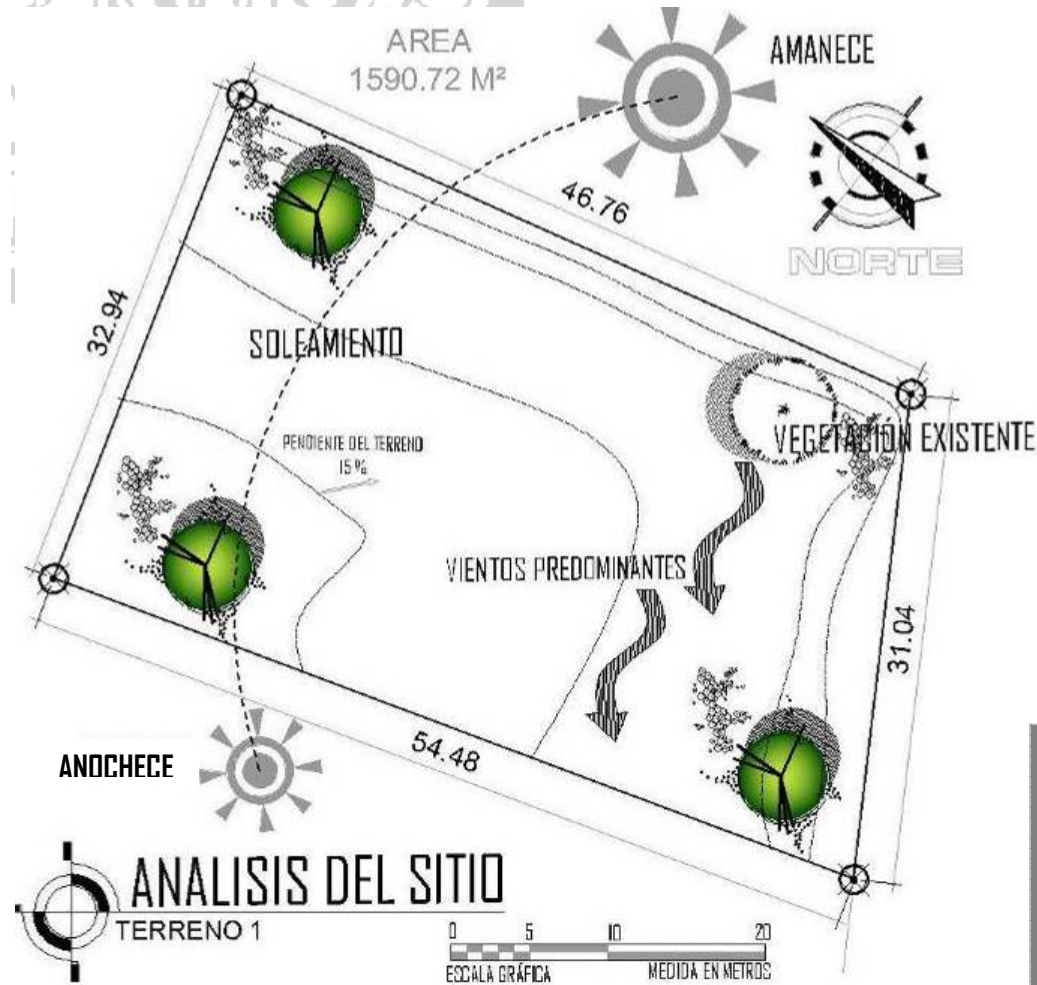 AREA
1590.72 M²
AMANECE
46.76
NORTE
32.94
SOLEAMIENTO
PENDIENTE DEL TERRENO
15 %
VEGETACIÓN EXISTENTE
VIENTOS PREDOMINANTES
31.04
54.48
ANOCHECE
ANALISIS DEL SITIO
TERRENO 1
0 5 10 20
ESCALA GRÁFICA MEDIDA EN METROS